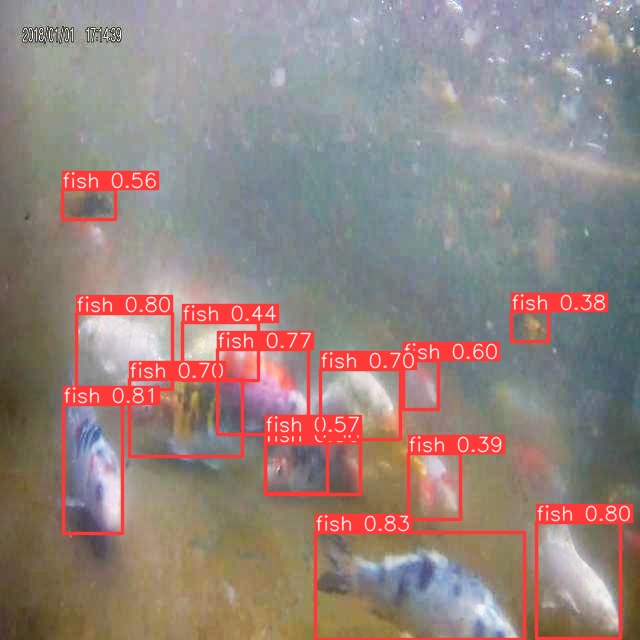 2018/01/01 17:14:39
fish 0.56
fish 0.38
fish 0.80
fish 0.44
fish 0.77
fish 0.60
fish 0.70
fish 0.70
fish 0.81
fish 0.57
fish
fish 0.39
fish 0.80
fish 0.83